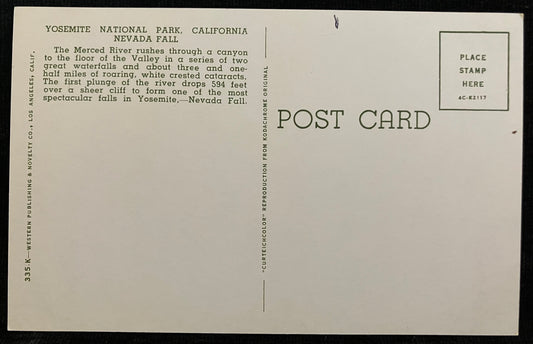 YOSEMITE NATIONAL PARK, CALIFORNIA
NEVADA FALL
The Merced River rushes through a canyon
to the floor of the Valley in a series of two
great waterfalls and about three and one-
half miles of roaring, white crested cataracts.
The first plunge of the river drops 594 feet
over a sheer cliff to form one of the most
spectacular falls in Yosemite,—Nevada Fall.
335-K—WESTERN PUBLISHING & NOVELTY CO., LOS ANGELES, CALIF.
"CURTEICHCOLOR" REPRODUCTION FROM KODACHROME ORIGINAL
POST CARD
PLACE
STAMP
HERE
6C-K2117